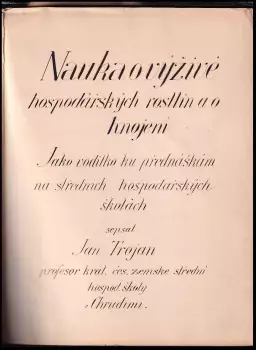 Nauka o výživě
hospodářských rostlin a o
hnojení
Jako vodítko ku přednáškám
na středních hospodářských
školách
sepsal
Jan Trojan
profesor král. čes. zemské střední
hospod. školy
Chrudimi.